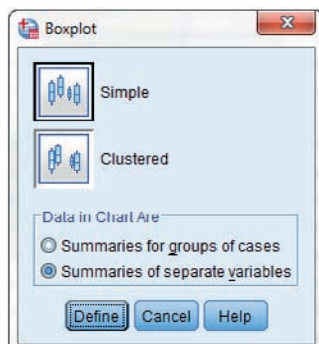 Boxplot
Simple
Clustered
Data in Chart Are
Summaries for groups of cases
Summaries of separate variables
Define Cancel Help